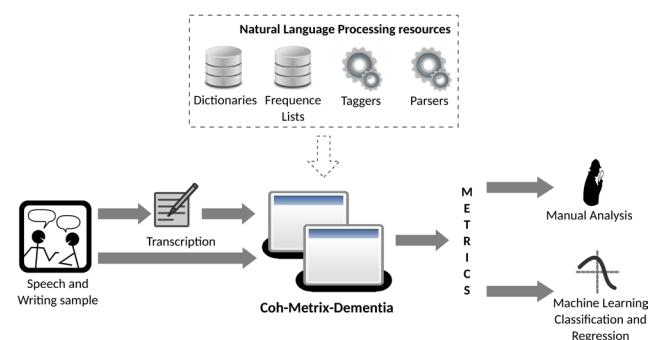 Natural Language Processing resources
Dictionaries
Frequence
Lists
Taggers
Parsers
Speech and
Writing sample
Transcription
Coh-Metrix-Dementia
METRICS
Manual Analysis
Machine Learning
Classification and
Regression